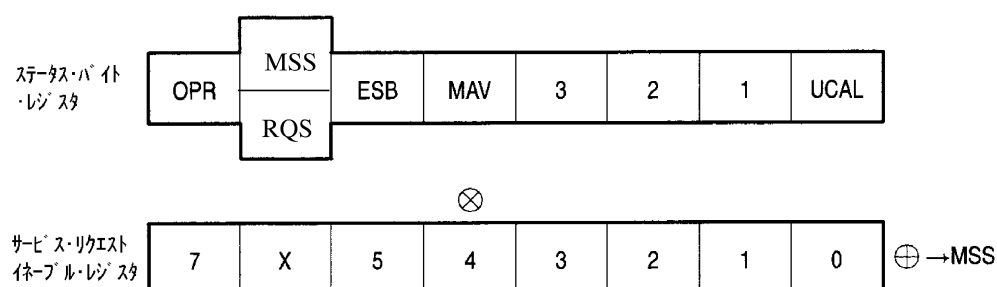 ステータス・バイト
・レジスタ
OPR MSS ESB MAV 3 2 1 UCAL
RQS
⊗
サービス・リクエスト
イネーブル・レジスタ
7 X 5 4 3 2 1 0 ⊕→MSS